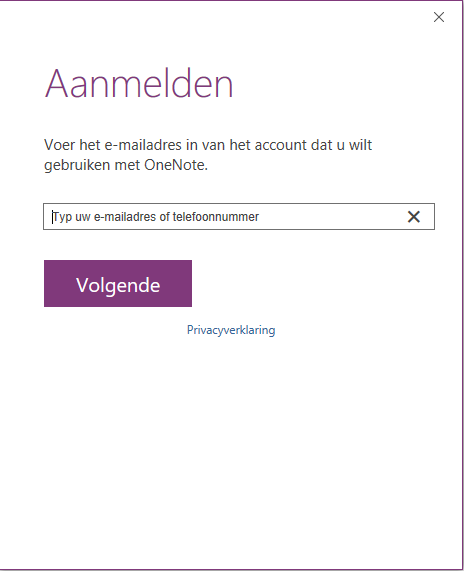 Aanmelden
Voer het e-mailadres in van het account dat u wilt
gebruiken met OneNote.
Typ uw e-mailadres of telefoonnummer
Volgende
Privacyverklaring